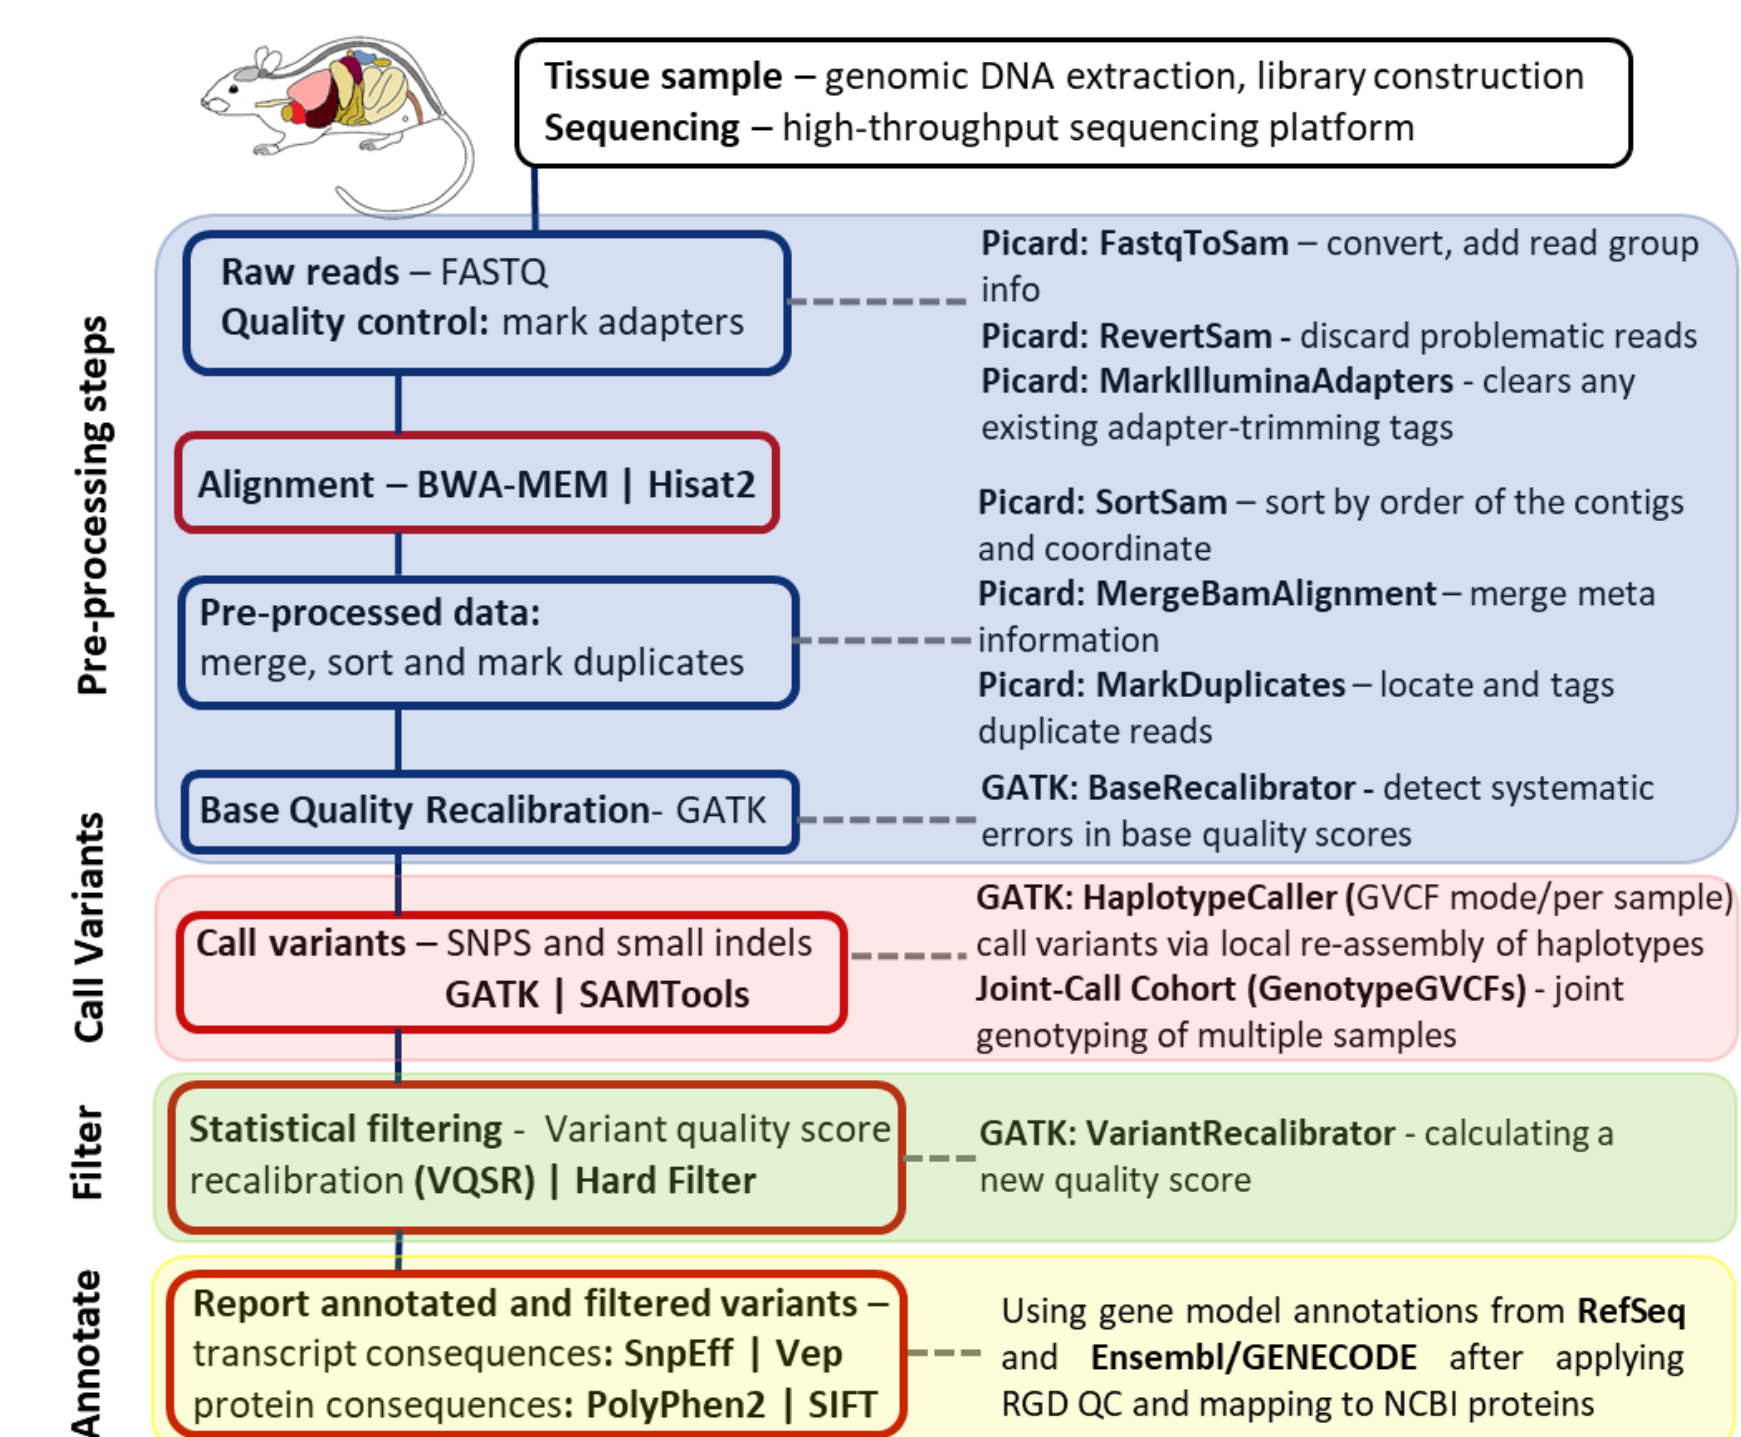 Tissue sample – genomic DNA extraction, library construction
Sequencing – high-throughput sequencing platform
Pre-processing steps
Raw reads – FASTQ
Quality control: mark adapters
Picard: FastqToSam – convert, add read group
info
Picard: RevertSam - discard problematic reads
Picard: MarkIlluminaAdapters - clears any
existing adapter-trimming tags
Alignment – BWA-MEM | Hisat2
Pre-processed data:
merge, sort and mark duplicates
Picard: SortSam – sort by order of the contigs
and coordinate
Picard: MergeBamAlignment – merge meta
information
Picard: MarkDuplicates – locate and tags
duplicate reads
Base Quality Recalibration- GATK
GATK: BaseRecalibrator - detect systematic
errors in base quality scores
Call Variants
Call variants – SNPS and small indels
GATK | SAMTools
GATK: HaplotypeCaller (GVCF mode/per sample)
call variants via local re-assembly of haplotypes
Joint-Call Cohort (GenotypeGVCFs) - joint
genotyping of multiple samples
Filter
Statistical filtering - Variant quality score
recalibration (VQSR) | Hard Filter
GATK: VariantRecalibrator - calculating a
new quality score
Annotate
Report annotated and filtered variants –
transcript consequences: SnpEff | Vep
protein consequences: PolyPhen2 | SIFT
Using gene model annotations from RefSeq
and Ensembl/GENECODE after applying
RGD QC and mapping to NCBI proteins